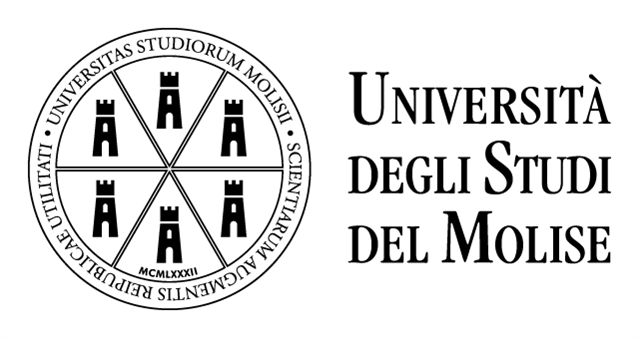 UNIVERSITAS STUDIORUM MOLISII • SCIENTIARUM AUGMENTIS REIPUBLICAE UTILITATI •
MCMLXXXII
UNIVERSITÀ
DEGLI STUDI
DEL MOLISE